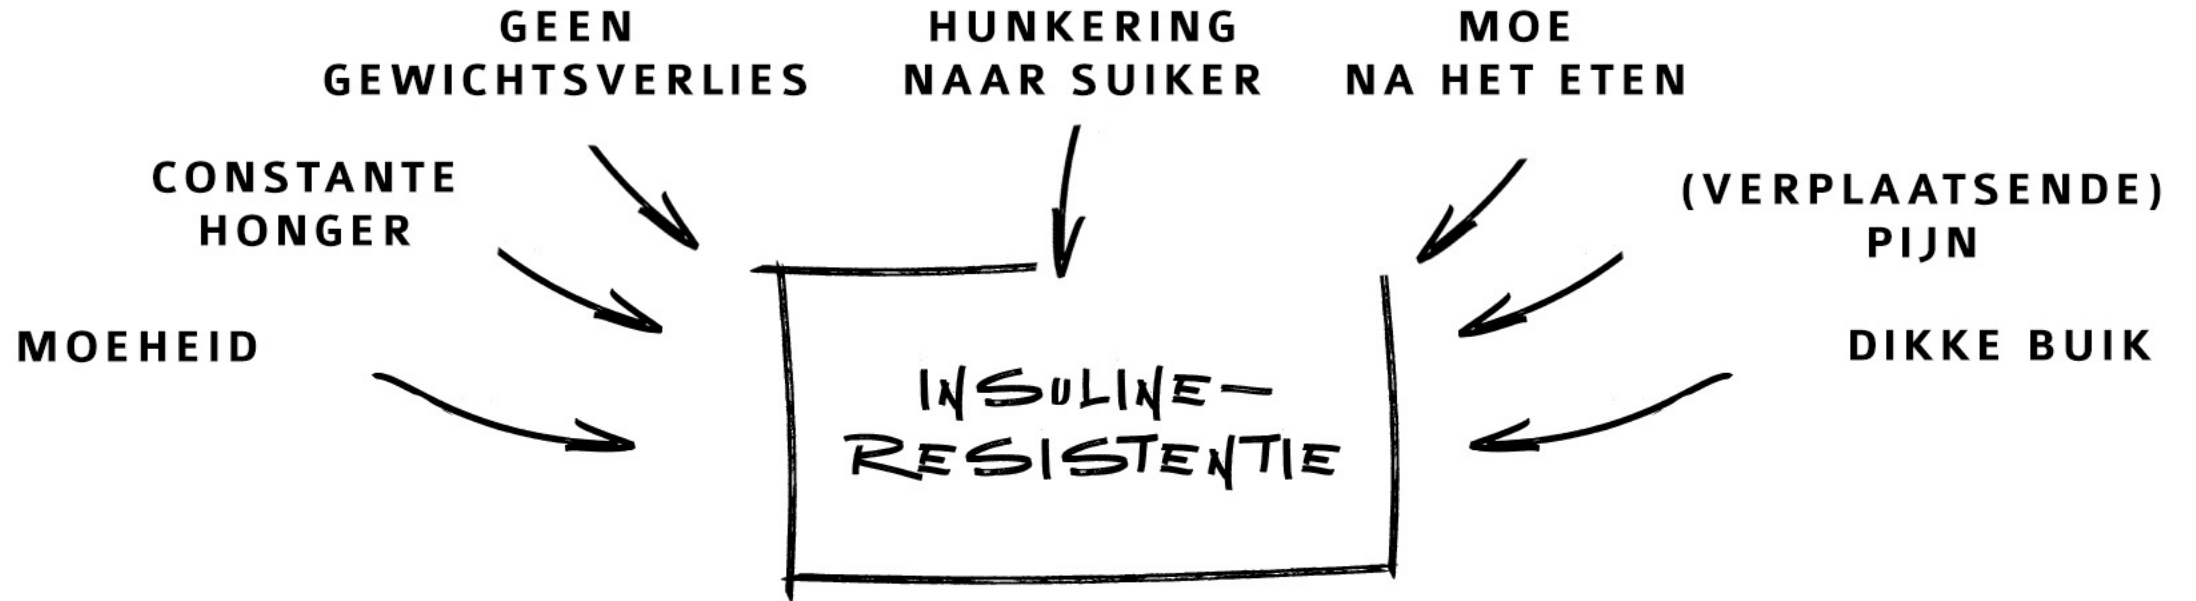 GEEN
GEWICHTSVERLIES
HUNKERING
NAAR SUIKER
MOE
NA HET ETEN
CONSTANTE
HONGER
(VERPLAATSENDE)
PIJN
MOEHEID
DIKKE BUIK
INSULINE-
RESISTENTIE